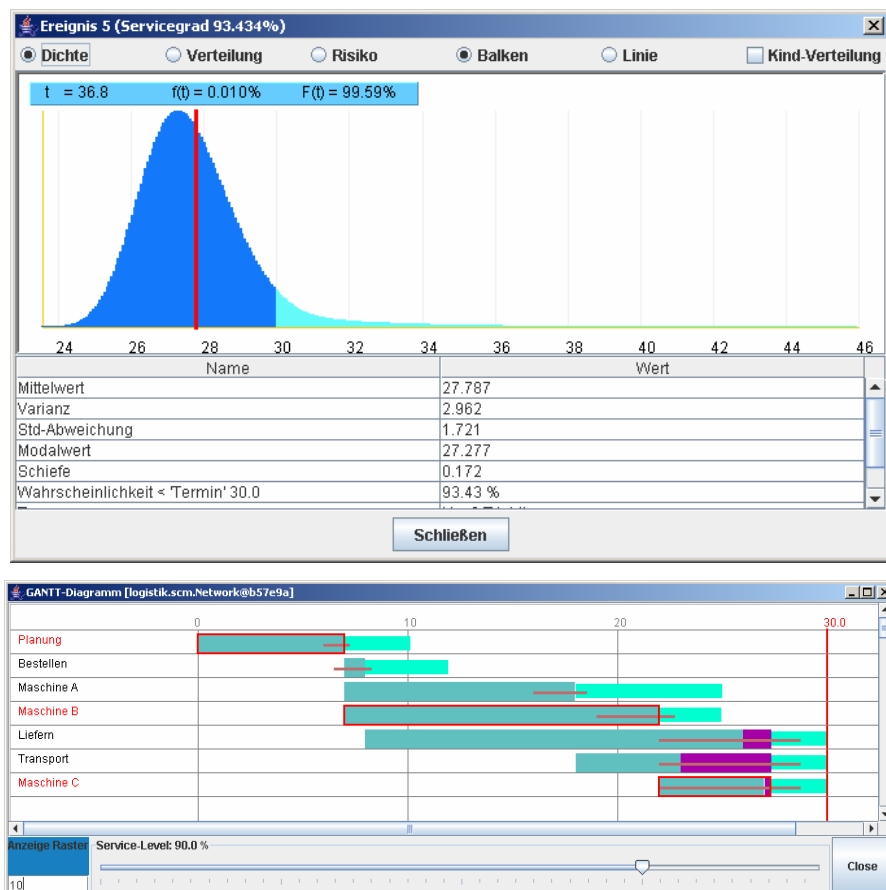 Ereignis 5 (Servicegrad 93.434%)
Dichte Verteilung Risiko Balken Linie Kind-Verteilung
t = 36.8 f(t) = 0.010% F(t) = 99.59%
24 26 28 30 32 34 36 38 40 42 44 46
Name Wert
Mittelwert 27.787
Varianz 2.962
Std-Abweichung 1.721
Modalwert 27.277
Schiefe 0.172
Wahrscheinlichkeit < 'Termin' 30.0 93.43 %
Schließen
GANTT-Diagramm [logistik.scm.Network@b57e9a]
0 10 20 30.0
Planung
Bestellen
Maschine A
Maschine B
Liefern
Transport
Maschine C
Anzeige Raster Service-Level: 90.0 %
Close
10